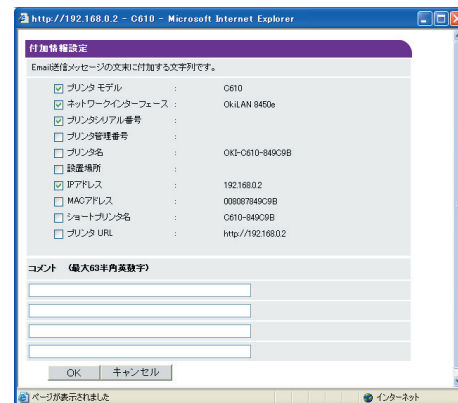 http://192.168.0.2 - C610 - Microsoft Internet Explorer
付加情報設定
Email送信メッセージの文末に付加する文字列です。
プリンタ モデル : C610
ネットワークインターフェース : OkiLAN 8450e
プリンタシリアル番号 :
プリンタ管理番号 :
プリンタ名 : OKI-C610-849C9B
設置場所 :
IPアドレス : 192.168.0.2
MACアドレス : 008087849C9B
ショートプリンタ名 : C610-849C9B
プリンタ URL : http://192.168.0.2
コメント (最大63半角英数字)
OK キャンセル
ページが表示されました インターネット